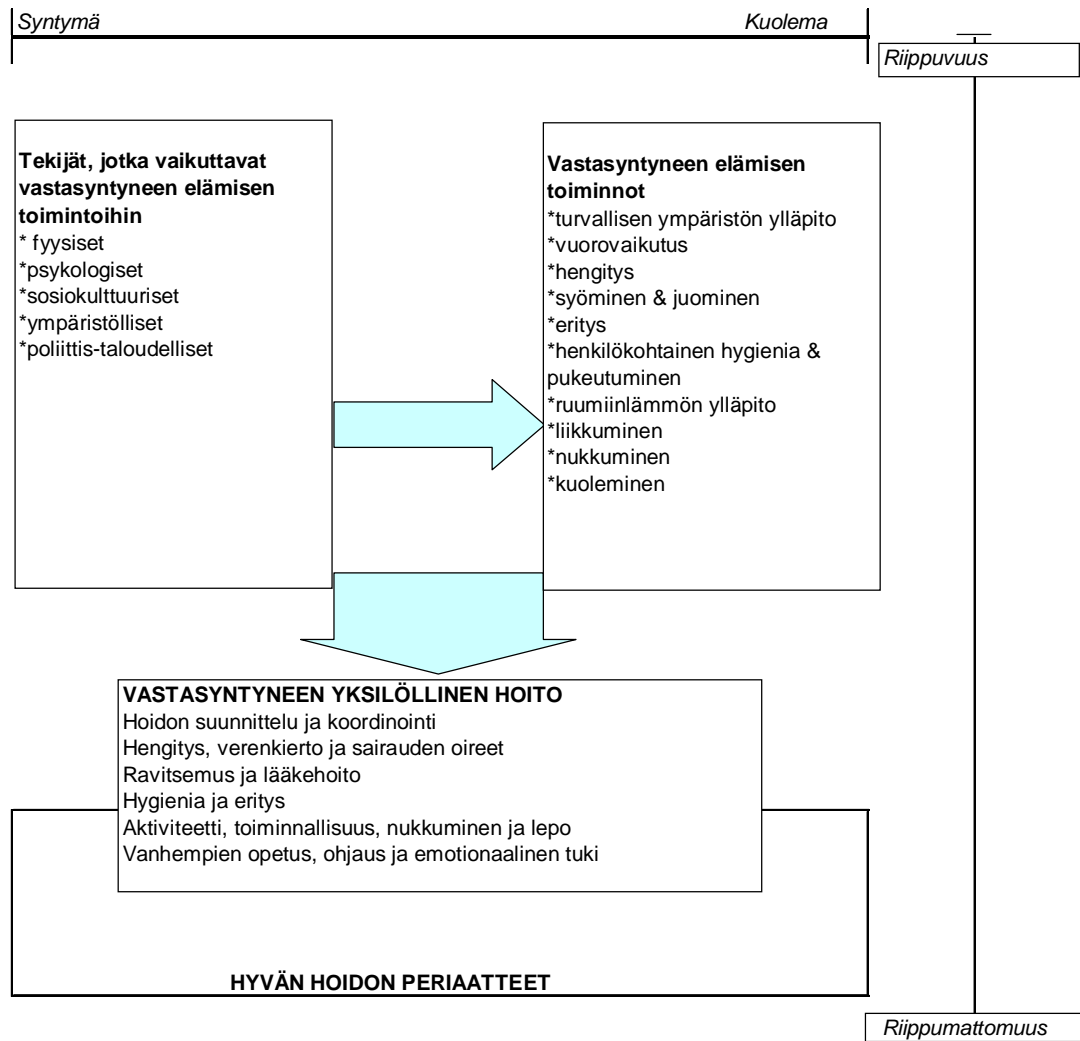 Syntymä
Kuolema
Riippuvuus
Tekijät, jotka vaikuttavat
vastasyntyneen elämisen
toimintoihin
* fyysiset
*psykologiset
*sosiokulttuuriset
*ympäristölliset
*poliittis-taloudelliset
Vastasyntyneen elämisen
toiminnot
*turvallisen ympäristön ylläpito
*vuorovaikutus
*hengitys
*syöminen & juominen
*eritys
*henkilökohtainen hygienia &
pukeutuminen
*ruumiinlämmön ylläpito
*liikkuminen
*nukkuminen
*kuoleminen
VASTASYNTYNEEN YKSILÖLLINEN HOITO
Hoidon suunnittelu ja koordinointi
Hengitys, verenkierto ja sairauden oireet
Ravitsemus ja lääkehoito
Hygienia ja eritys
Aktiviteetti, toiminnallisuus, nukkuminen ja lepo
Vanhempien opetus, ohjaus ja emotionaalinen tuki
HYVÄN HOIDON PERIAATTEET
Riippumattomuus